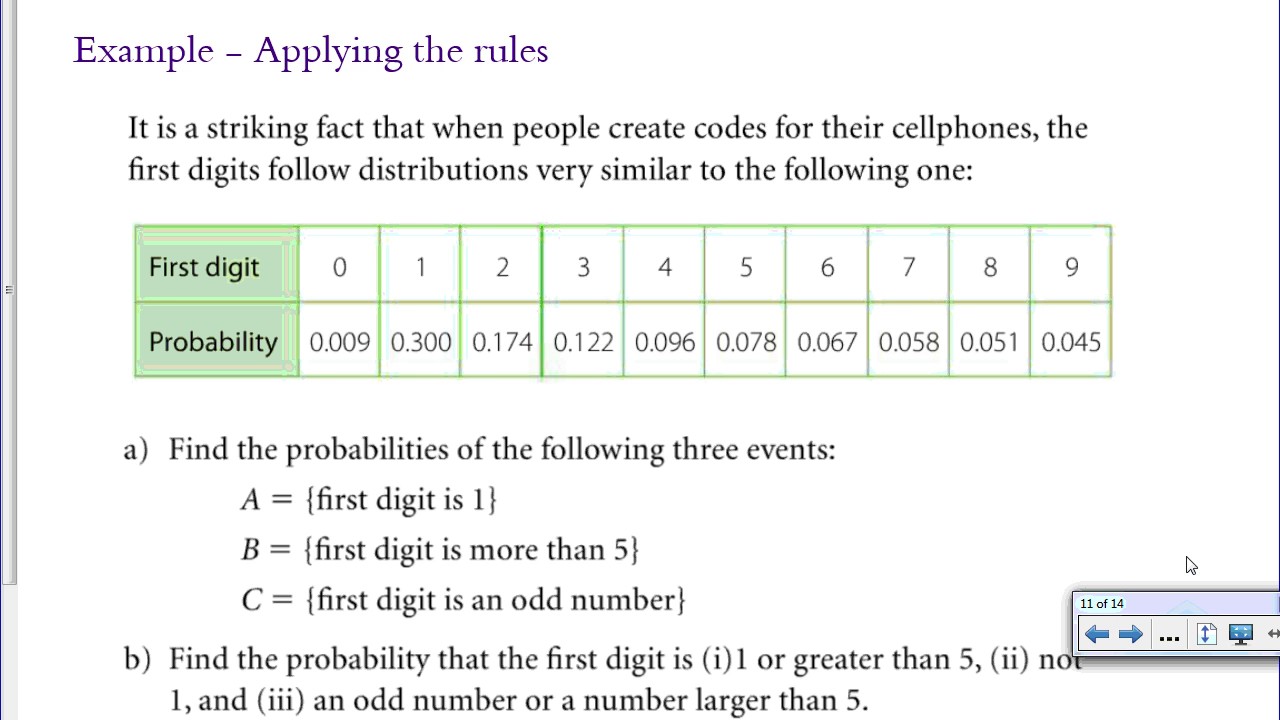 Example – Applying the rules
It is a striking fact that when people create codes for their cellphones, the
first digits follow distributions very similar to the following one:
First digit 0 1 2 3 4 5 6 7 8 9
Probability 0.009 0.300 0.174 0.122 0.096 0.078 0.067 0.058 0.051 0.045
a) Find the probabilities of the following three events:
A = {first digit is 1}
B = {first digit is more than 5}
C = {first digit is an odd number}
11 of 14
...
b) Find the probability that the first digit is (i)1 or greater than 5, (ii) not
1, and (iii) an odd number or a number larger than 5.